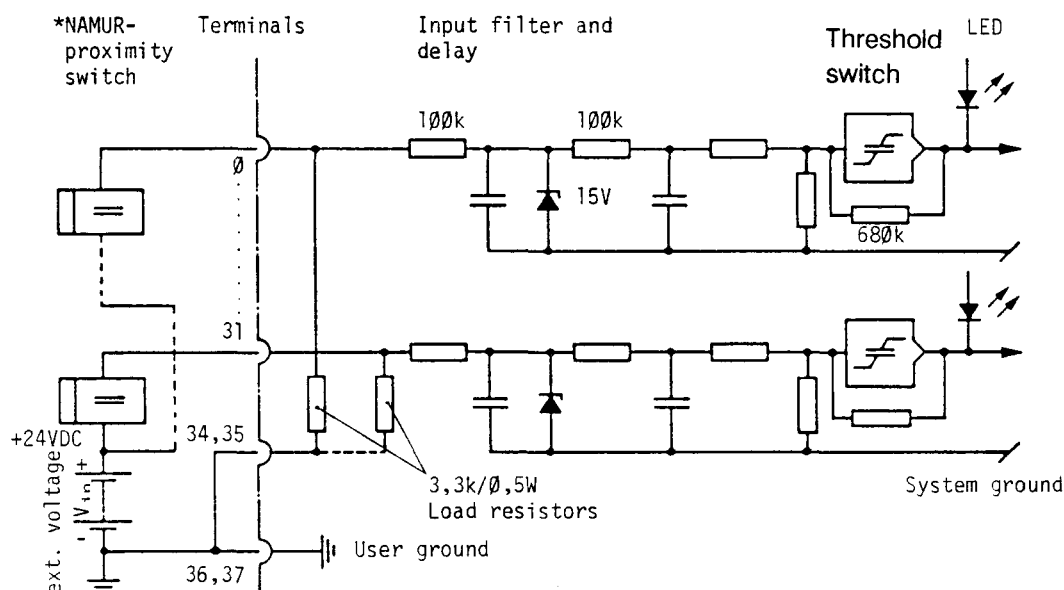 *NAMUR-
proximity
switch
Terminals
Input filter and
delay
Threshold
switch
LED
100k
100k
0
15V
680k
31
+24VDC
34,35
3,3k/0,5W
Load resistors
System ground
ext. voltage
- Vin +
User ground
36,37